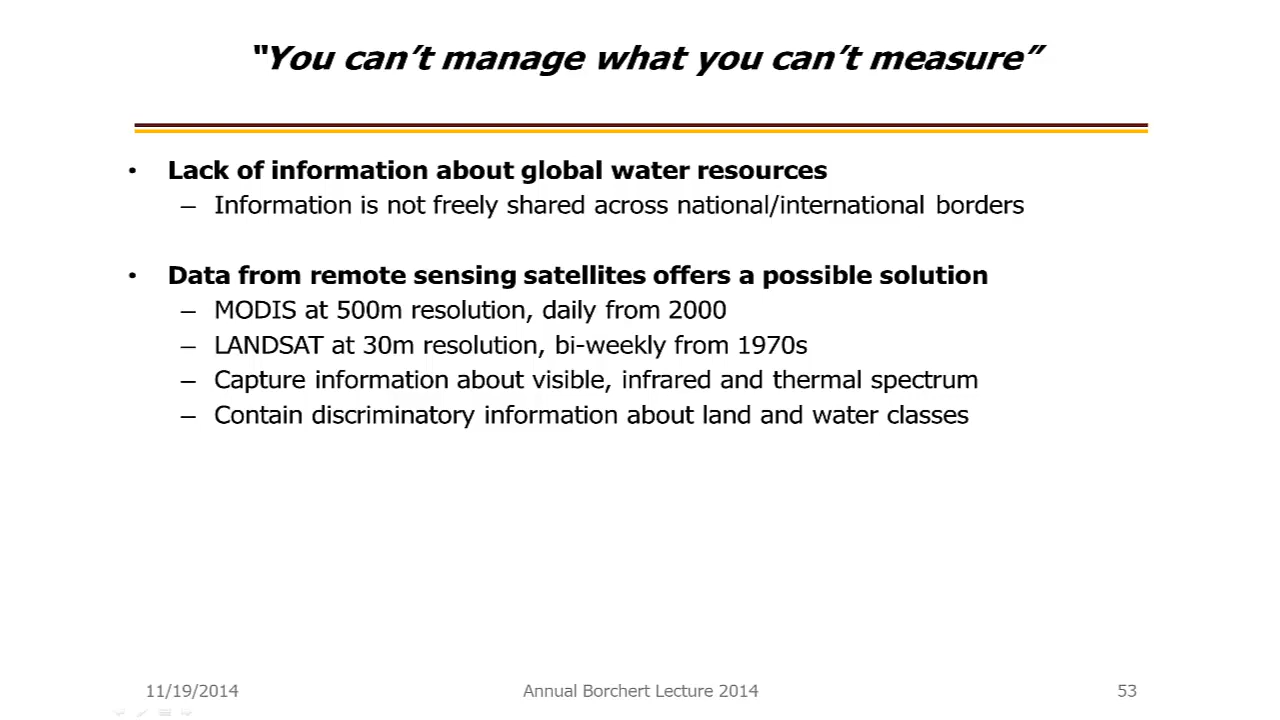 “You can’t manage what you can’t measure”
• Lack of information about global water resources
– Information is not freely shared across national/international borders
• Data from remote sensing satellites offers a possible solution
– MODIS at 500m resolution, daily from 2000
– LANDSAT at 30m resolution, bi-weekly from 1970s
– Capture information about visible, infrared and thermal spectrum
– Contain discriminatory information about land and water classes
11/19/2014 Annual Borchert Lecture 2014 53